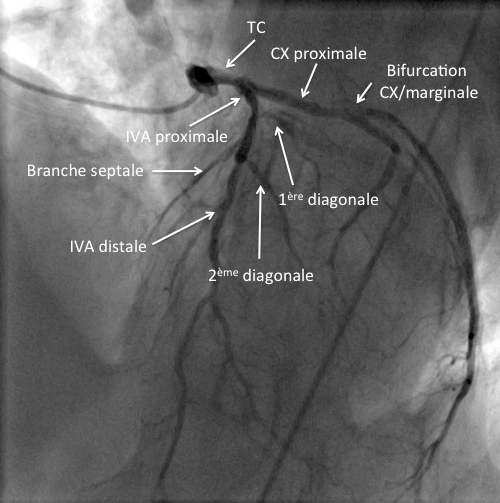 TC
CX proximale
Bifurcation
CX/marginale
IVA proximale
Branche septale
1ère diagonale
IVA distale
2ème diagonale